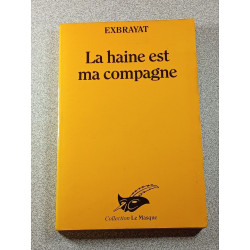 EXBRAYAT
La haine est
ma compagne
Collection Le Masque